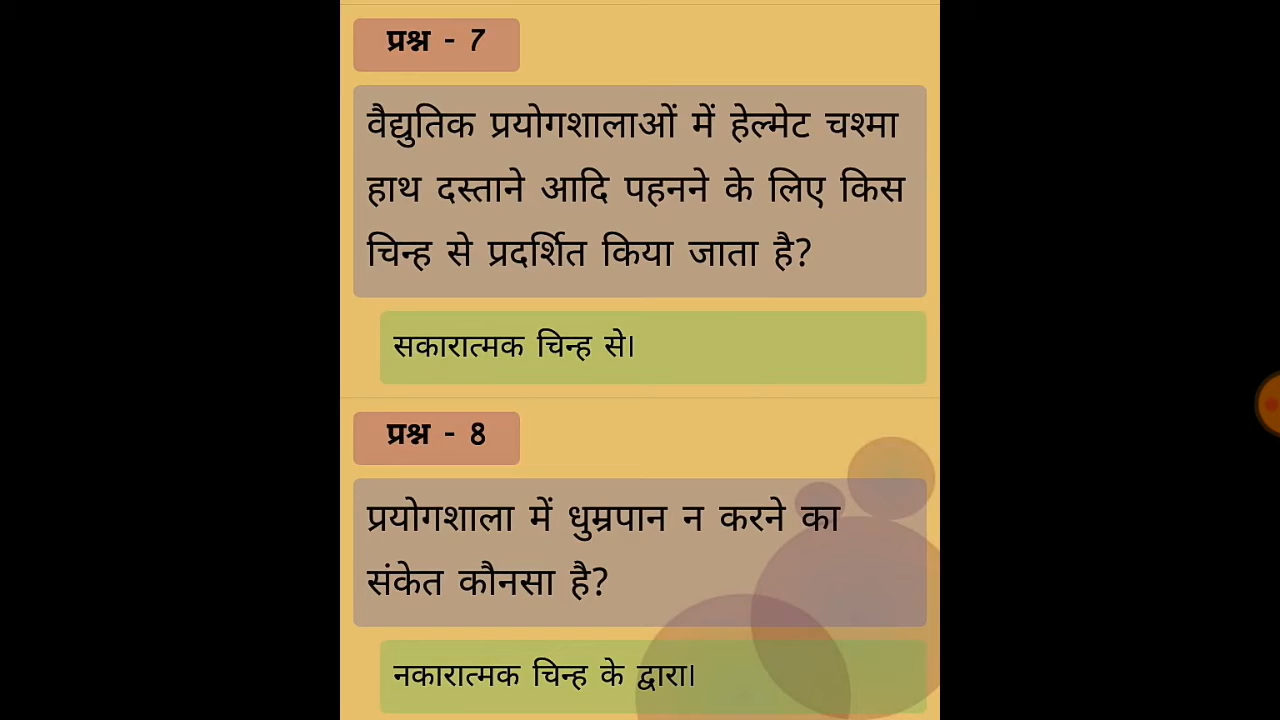 प्रश्न - 7
वैद्युतिक प्रयोगशालाओं में हेल्मेट चश्मा
हाथ दस्ताने आदि पहनने के लिए किस
चिन्ह से प्रदर्शित किया जाता है?
सकारात्मक चिन्ह से।
प्रश्न - 8
प्रयोगशाला में धुम्रपान न करने का
संकेत कौनसा है?
नकारात्मक चिन्ह के द्वारा।